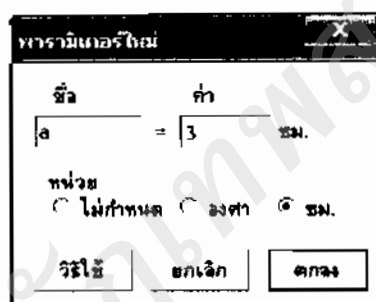 พารามิเตอร์ใหม่ X
ชื่อ ค่า
a = 3 ซม.
หน่วย
ไม่กำหนด องศา ซม.
วิธีใช้ ยกเลิก ตกลง